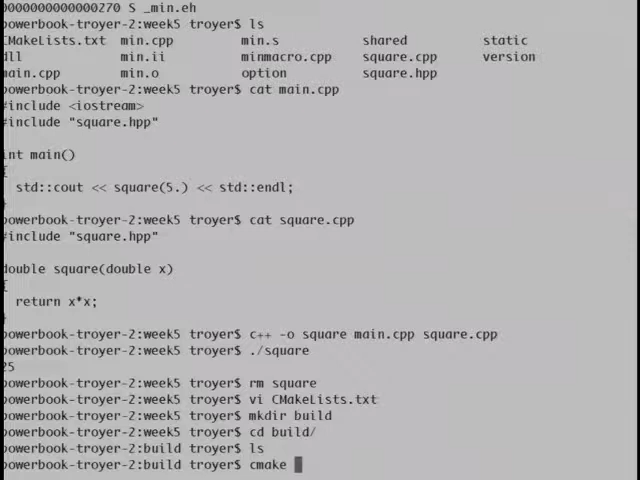 0000000000000270 S _min.eh
powerbook-troyer-2:week5 troyer$ ls
CMakeLists.txt min.cpp min.s shared static
dll min.ii minmacro.cpp square.cpp version
main.cpp min.o option square.hpp
powerbook-troyer-2:week5 troyer$ cat main.cpp
#include <iostream>
#include "square.hpp"
int main()
{
std::cout << square(5.) << std::endl;
}
powerbook-troyer-2:week5 troyer$ cat square.cpp
#include "square.hpp"
double square(double x)
{
return x*x;
}
powerbook-troyer-2:week5 troyer$ c++ -o square main.cpp square.cpp
powerbook-troyer-2:week5 troyer$ ./square
25
powerbook-troyer-2:week5 troyer$ rm square
powerbook-troyer-2:week5 troyer$ vi CMakeLists.txt
powerbook-troyer-2:week5 troyer$ mkdir build
powerbook-troyer-2:week5 troyer$ cd build/
powerbook-troyer-2:build troyer$ ls
powerbook-troyer-2:build troyer$ cmake